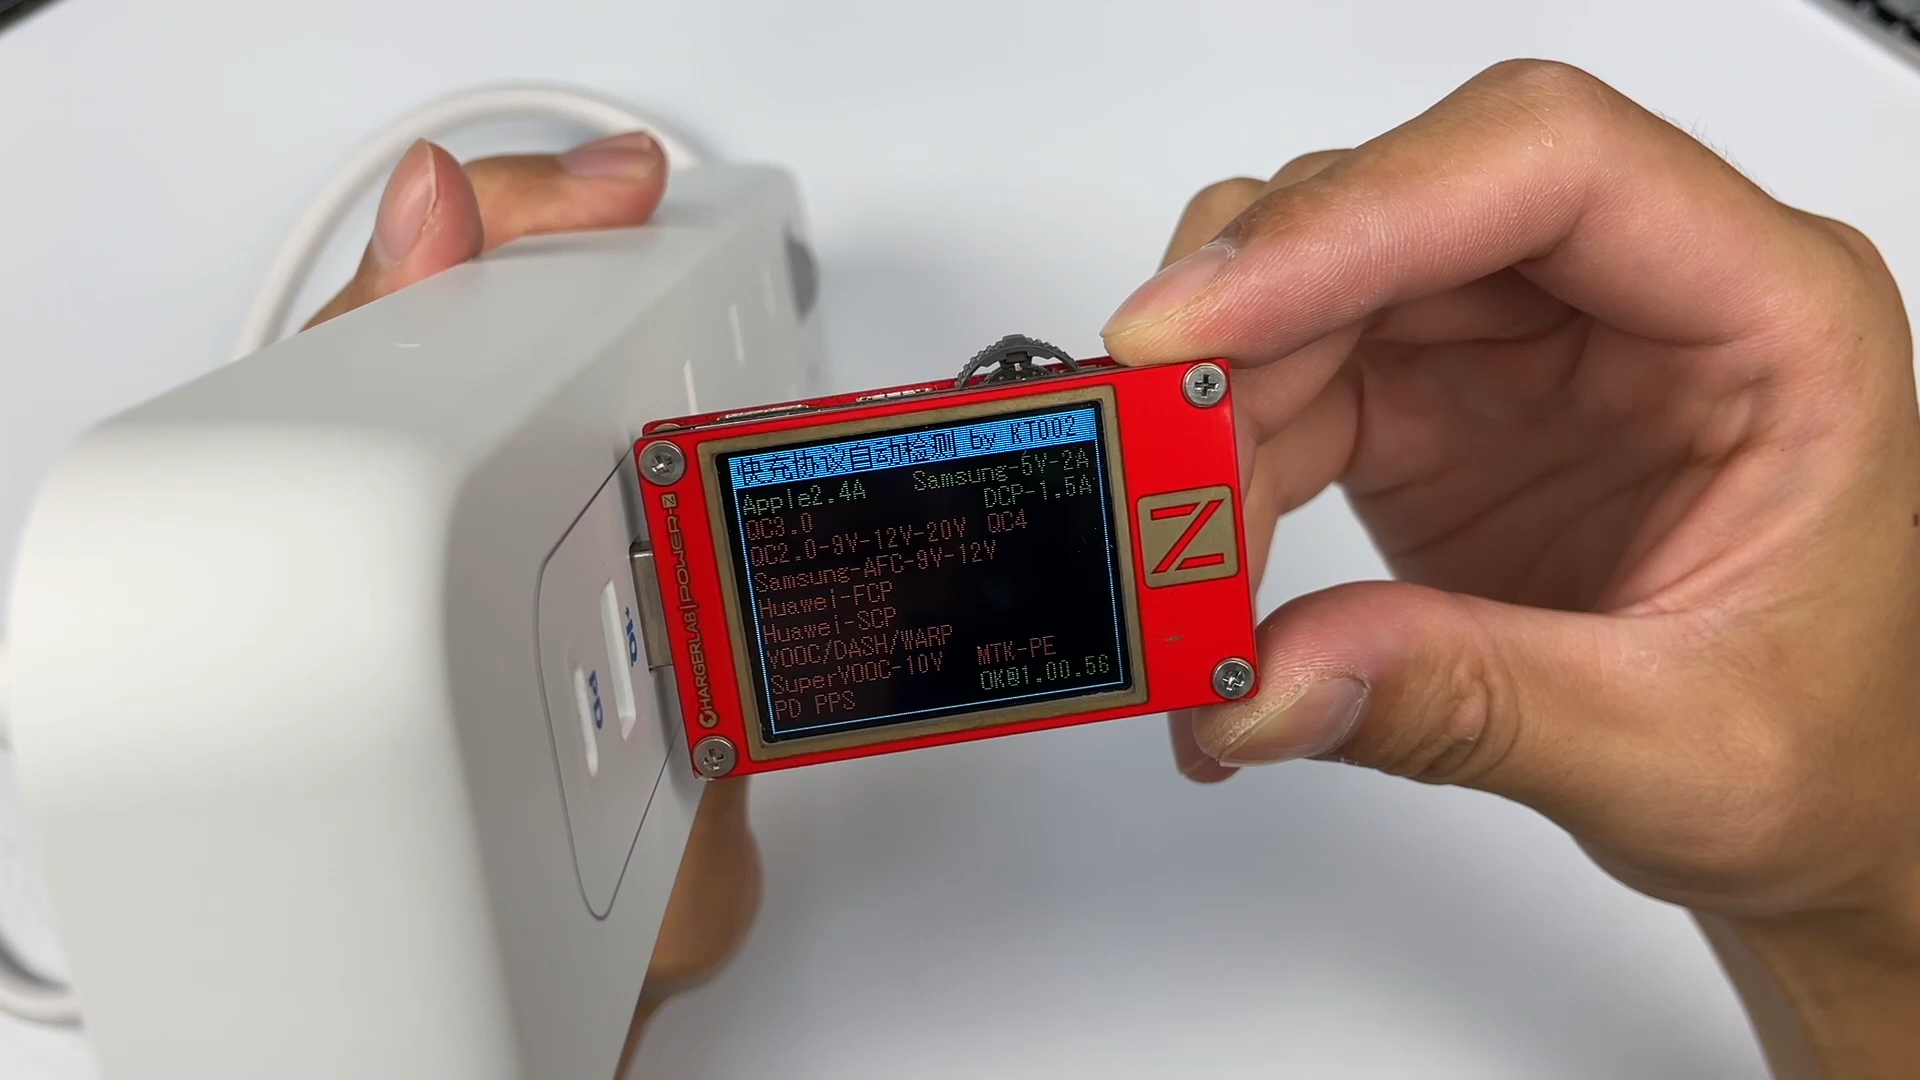 快充协议自动检测 by KT002
Apple2.4A Samsung-5V-2A
QC3.0 DCP-1.5A
QC2.0-9V-12V-20V QC4
Samsung-AFC-9V-12V
Huawei-FCP
Huawei-SCP
VOOC/DASH/WARP
SuperVOOC-10V MTK-PE
PD PPS OK@1.00.56
CHARGERLAB|POWER-Z
Z
PD